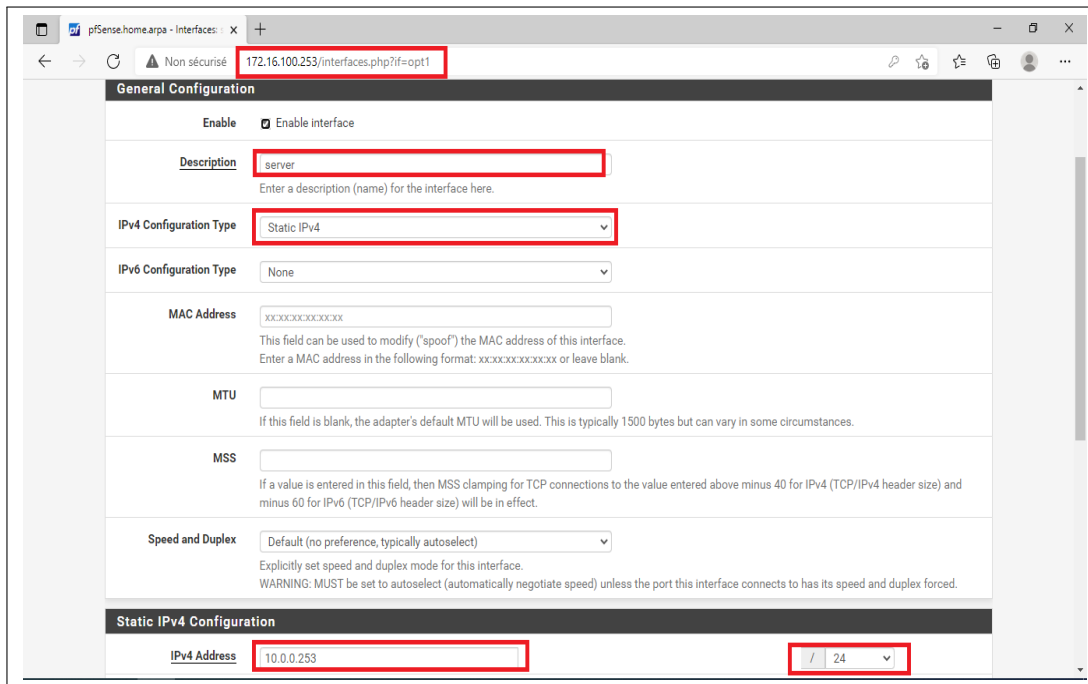 pfSense.home.arpa - Interfaces: s
Non sécurisé 172.16.100.253/interfaces.php?if=opt1
General Configuration
Enable Enable interface
Description server
Enter a description (name) for the interface here.
IPv4 Configuration Type Static IPv4
IPv6 Configuration Type None
MAC Address xx:xx:xx:xx:xx:xx
This field can be used to modify ("spoof") the MAC address of this interface.
Enter a MAC address in the following format: xx:xx:xx:xx:xx:xx or leave blank.
MTU
If this field is blank, the adapter's default MTU will be used. This is typically 1500 bytes but can vary in some circumstances.
MSS
If a value is entered in this field, then MSS clamping for TCP connections to the value entered above minus 40 for IPv4 (TCP/IPv4 header size) and
minus 60 for IPv6 (TCP/IPv6 header size) will be in effect.
Speed and Duplex Default (no preference, typically autoselect)
Explicitly set speed and duplex mode for this interface.
WARNING: MUST be set to autoselect (automatically negotiate speed) unless the port this interface connects to has its speed and duplex forced.
Static IPv4 Configuration
IPv4 Address 10.0.0.253 / 24